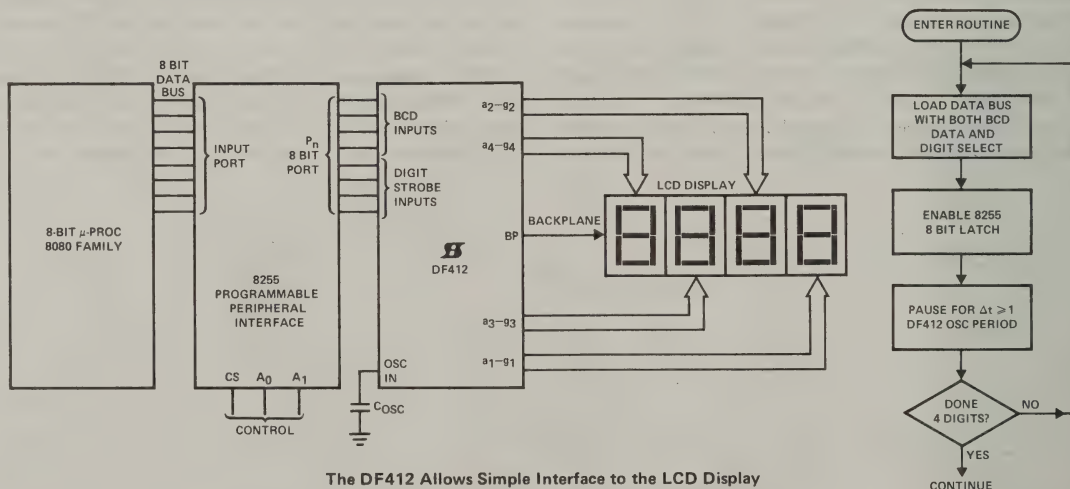 8 BIT
DATA
BUS
8-BIT μ-PROC
8080 FAMILY
INPUT
PORT
8255
PROGRAMMABLE
PERIPHERAL
INTERFACE
CS A0 A1
CONTROL
Pn
8 BIT
PORT
BCD
INPUTS
DIGIT
STROBE
INPUTS
DF412
OSC
IN
COSC
a2–g2
a4–g4
BP
a3–g3
a1–g1
BACKPLANE
LCD DISPLAY
The DF412 Allows Simple Interface to the LCD Display
ENTER ROUTINE
LOAD DATA BUS
WITH BOTH BCD
DATA AND
DIGIT SELECT
ENABLE 8255
8 BIT LATCH
PAUSE FOR Δt ⩾ 1
DF412 OSC PERIOD
DONE
4 DIGITS?
NO
YES
CONTINUE